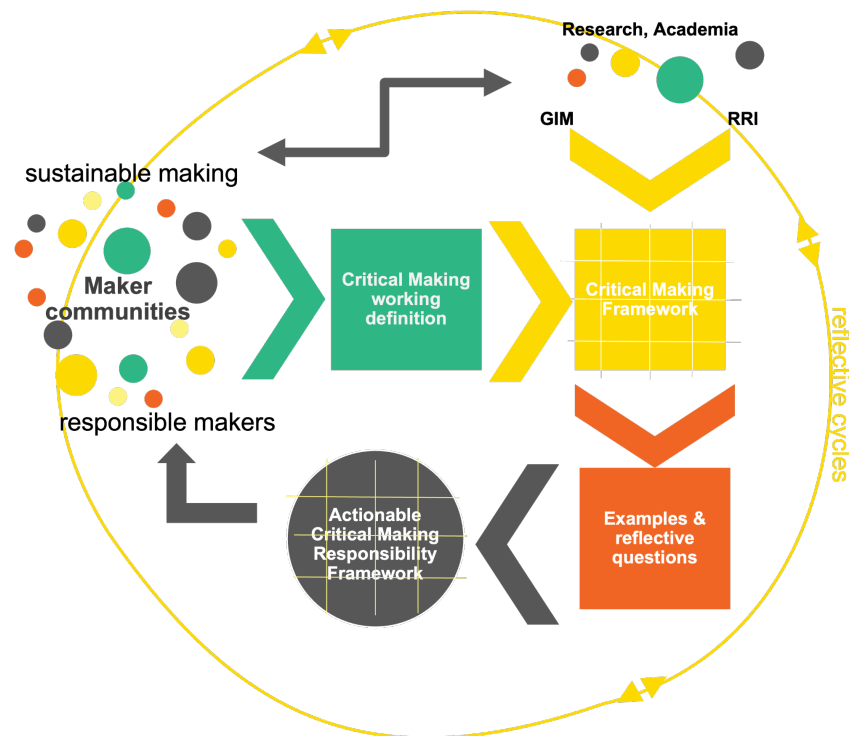 Research, Academia
GIM
RRI
sustainable making
Maker
communities
responsible makers
Critical Making
working
definition
Critical Making
Framework
reflective cycles
Examples &
reflective
questions
Actionable
Critical Making
Responsibility
Framework